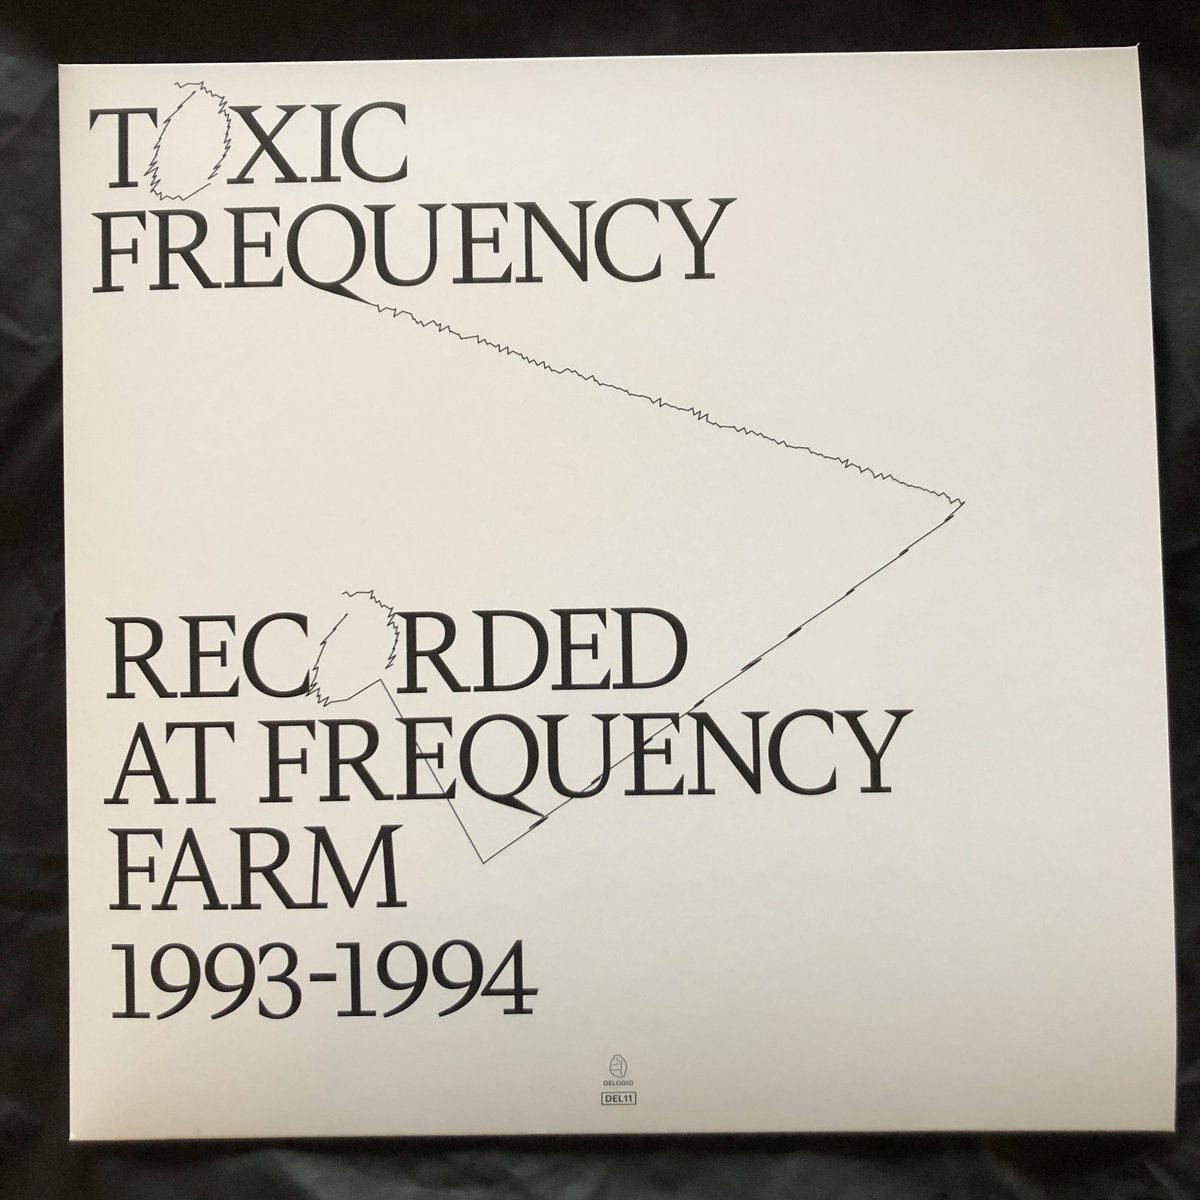 TOXIC
FREQUENCY
RECORDED
AT FREQUENCY
FARM
1993-1994
DELODIO
DEL11